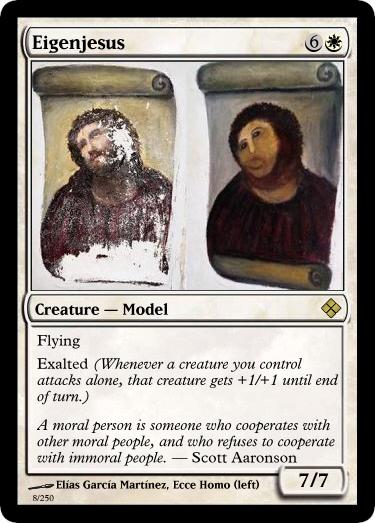 Eigenjesus 6
Creature — Model
Flying
Exalted (Whenever a creature you control
attacks alone, that creature gets +1/+1 until end
of turn.)
A moral person is someone who cooperates with
other moral people, and who refuses to cooperate
with immoral people. — Scott Aaronson
7/7
Elías García Martínez, Ecce Homo (left)
8/250